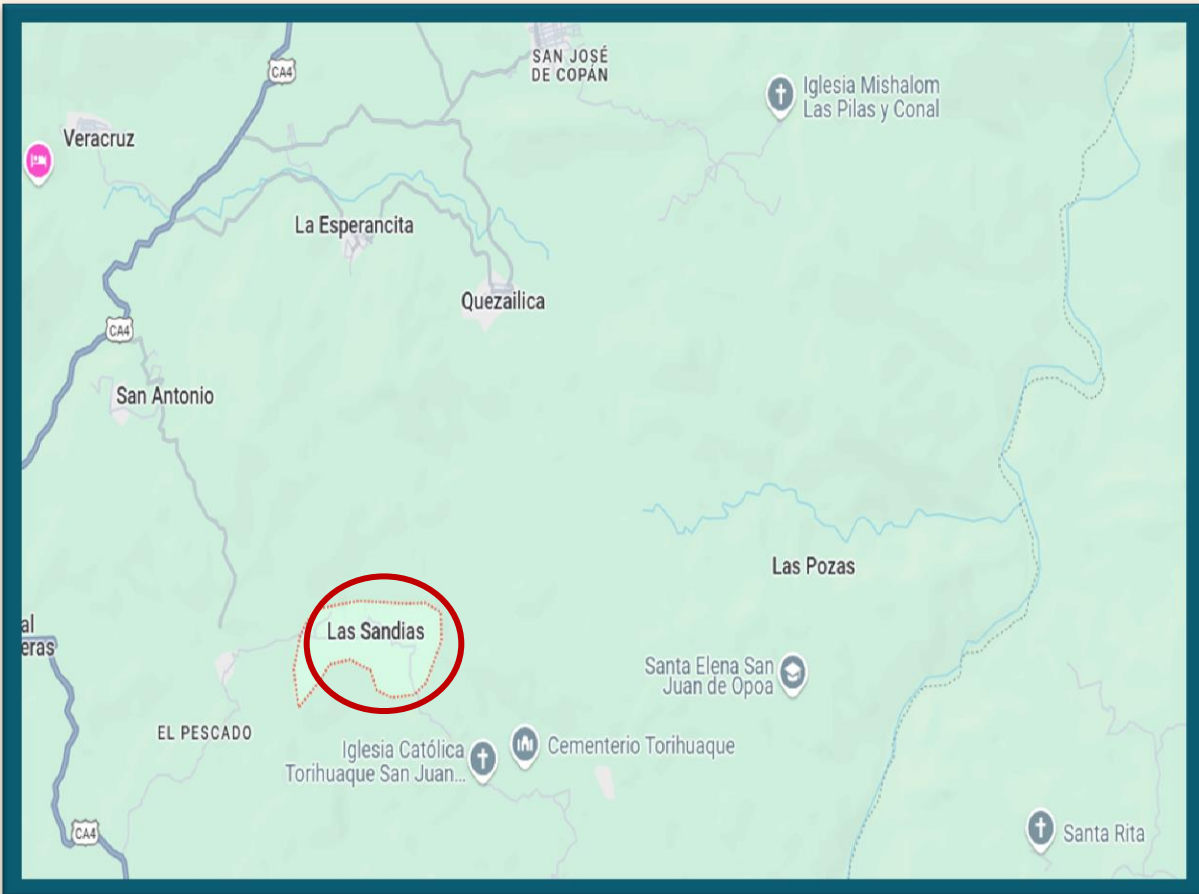 SAN JOSÉ
DE COPÁN
CA4
Iglesia Mishalom
Las Pilas y Conal
Veracruz
La Esperancita
Quezailica
CA4
San Antonio
Las Pozas
al
eras
Las Sandias
Santa Elena San
Juan de Opoa
EL PESCADO
Iglesia Católica
Torihuaque San Juan...
Cementerio Torihuaque
CA4
Santa Rita